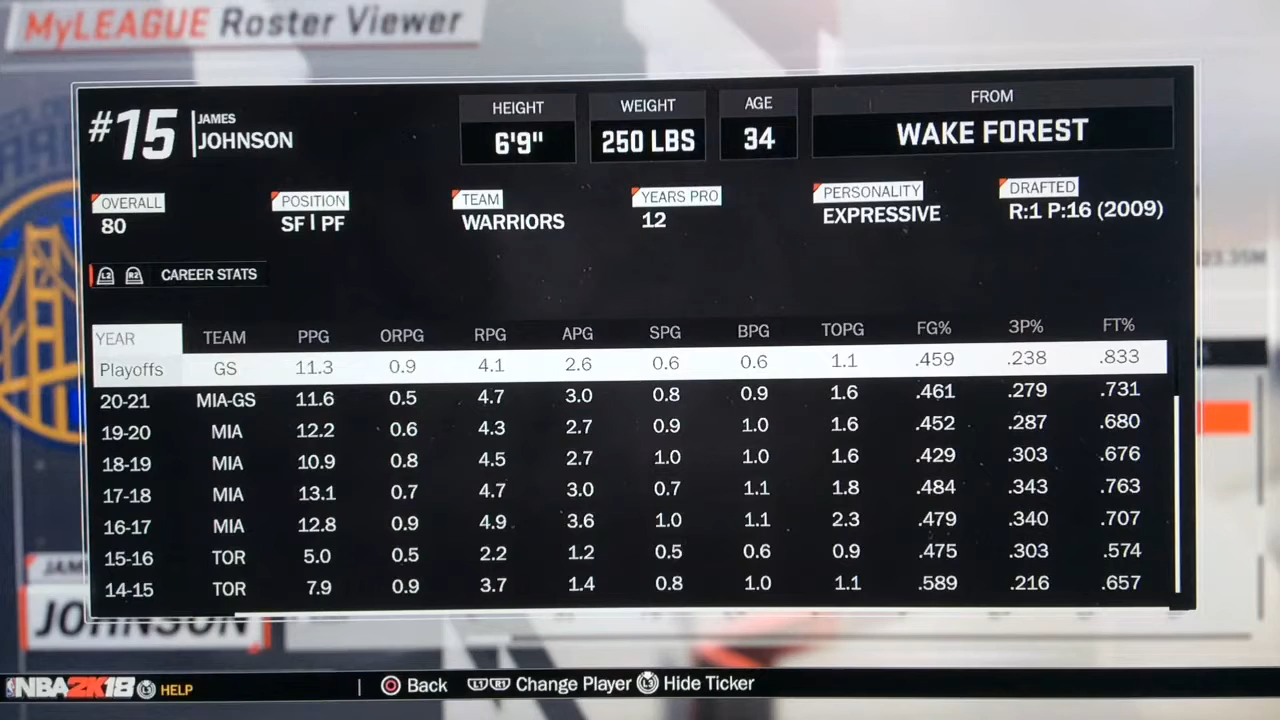 MyLEAGUE Roster Viewer
#15 JAMES JOHNSON
HEIGHT 6'9"
WEIGHT 250 LBS
AGE 34
FROM WAKE FOREST
OVERALL 80
POSITION SF | PF
TEAM WARRIORS
YEARS PRO 12
PERSONALITY EXPRESSIVE
DRAFTED R:1 P:16 (2009)
L2 R2 CAREER STATS
YEAR TEAM PPG ORPG RPG APG SPG BPG TOPG FG% 3P% FT%
Playoffs GS 11.3 0.9 4.1 2.6 0.6 0.6 1.1 .459 .238 .833
20-21 MIA-GS 11.6 0.5 4.7 3.0 0.8 0.9 1.6 .461 .279 .731
19-20 MIA 12.2 0.6 4.3 2.7 0.9 1.0 1.6 .452 .287 .680
18-19 MIA 10.9 0.8 4.5 2.7 1.0 1.0 1.6 .429 .303 .676
17-18 MIA 13.1 0.7 4.7 3.0 0.7 1.1 1.8 .484 .343 .763
16-17 MIA 12.8 0.9 4.9 3.6 1.0 1.1 2.3 .479 .340 .707
15-16 TOR 5.0 0.5 2.2 1.2 0.5 0.6 0.9 .475 .303 .574
14-15 TOR 7.9 0.9 3.7 1.4 0.8 1.0 1.1 .589 .216 .657
JOHNSON
NBA2K18 HELP | Back L1 R1 Change Player L3 Hide Ticker